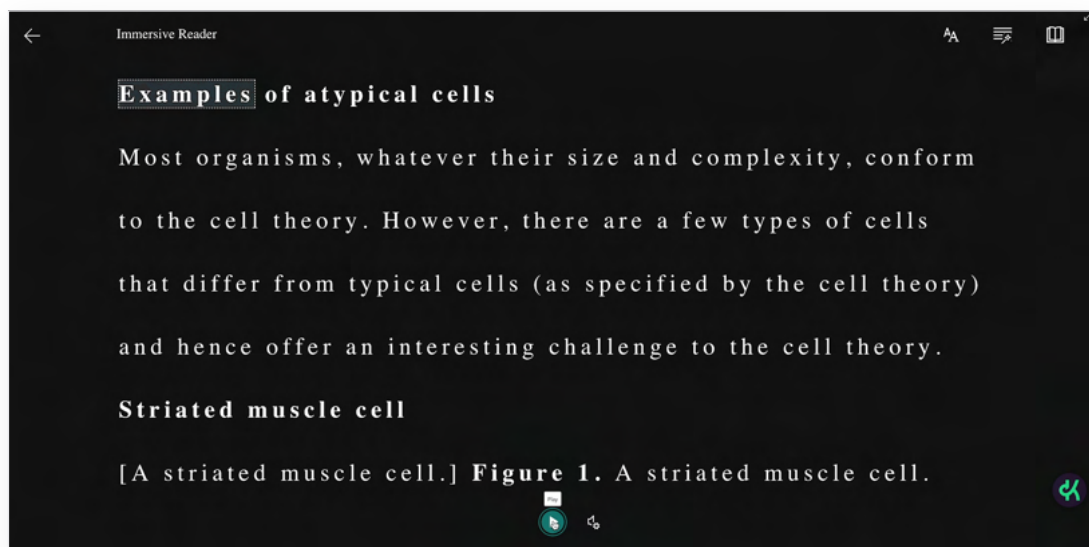 Immersive Reader
AA
Examples of atypical cells
Most organisms, whatever their size and complexity, conform
to the cell theory. However, there are a few types of cells
that differ from typical cells (as specified by the cell theory)
and hence offer an interesting challenge to the cell theory.
Striated muscle cell
[A striated muscle cell.] Figure 1. A striated muscle cell.
Play